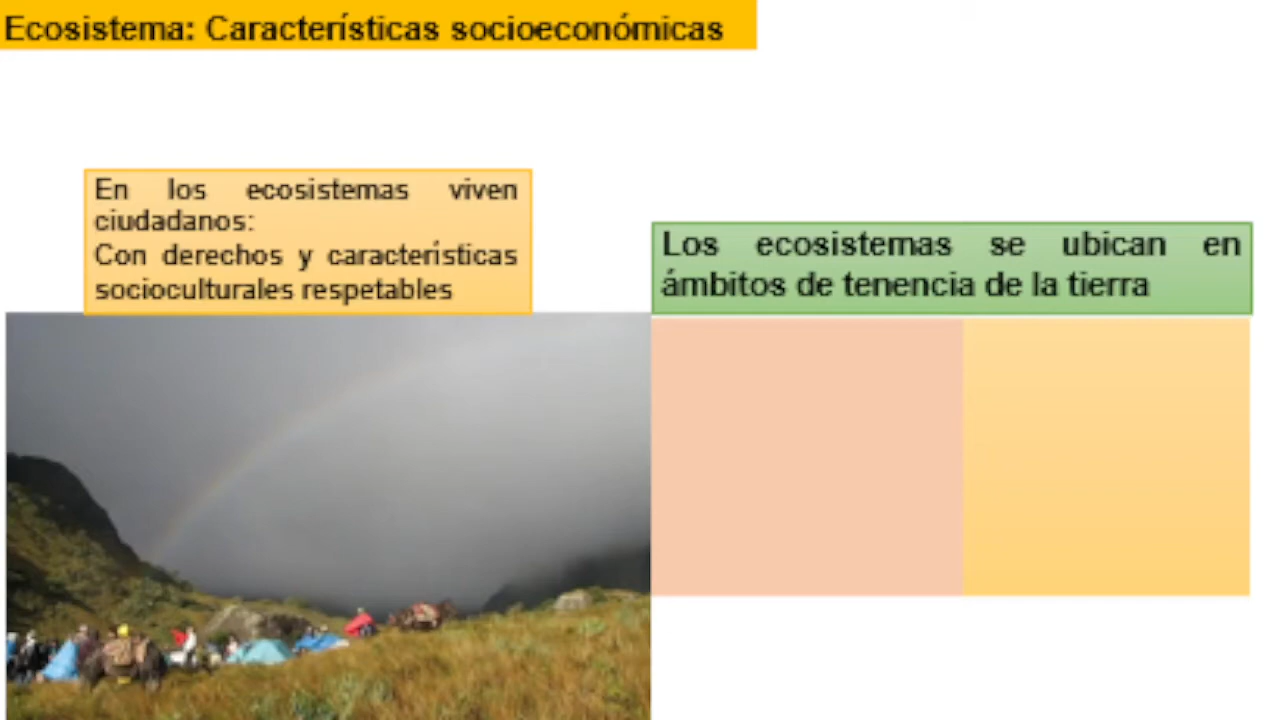 Ecosistema: Características socioeconómicas
En los ecosistemas viven
ciudadanos:
Con derechos y características
socioculturales respetables
Los ecosistemas se ubican en
ámbitos de tenencia de la tierra